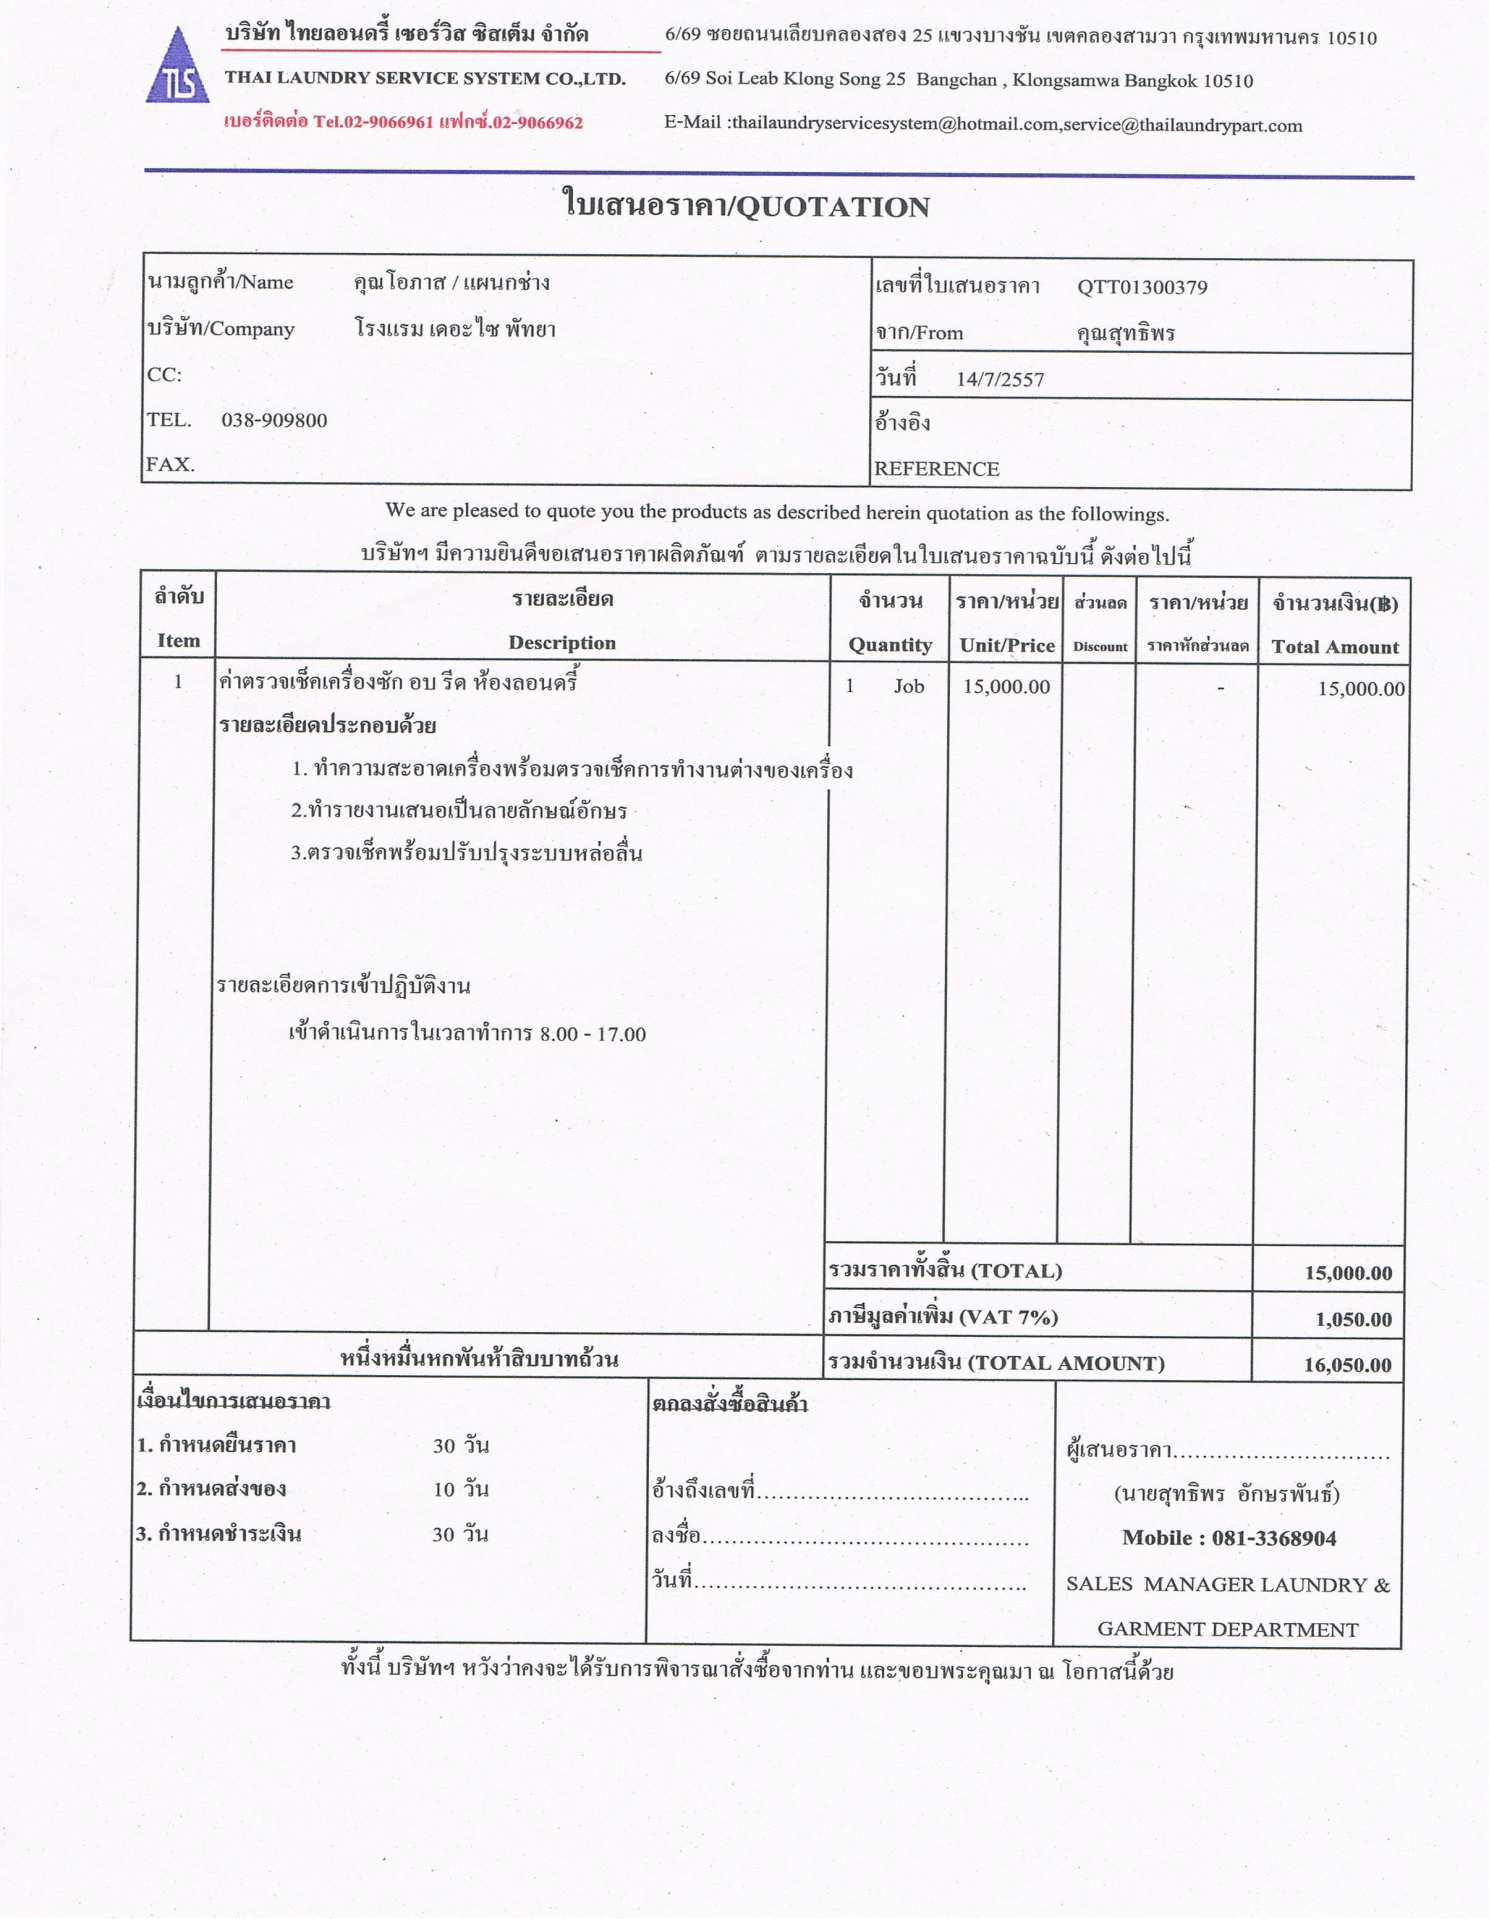 TLS
บริษัท ไทยลอนดรี้ เซอร์วิส ซิสเต็ม จำกัด
6/69 ซอยถนนเลียบคลองสอง 25 แขวงบางชัน เขตคลองสามวา กรุงเทพมหานคร 10510
THAI LAUNDRY SERVICE SYSTEM CO.,LTD.
6/69 Soi Leab Klong Song 25 Bangchan , Klongsamwa Bangkok 10510
เบอร์ติดต่อ Tel.02-9066961 แฟกซ์.02-9066962
E-Mail :thailaundryservicesystem@hotmail.com,service@thailaundrypart.com
ใบเสนอราคา/QUOTATION
นามลูกค้า/Name คุณโอภาส / แผนกช่าง
บริษัท/Company โรงแรม เดอะไซ พัทยา
CC:
TEL. 038-909800
FAX.
เลขที่ใบเสนอราคา QTT01300379
จาก/From คุณสุทธิพร
วันที่ 14/7/2557
อ้างอิง
REFERENCE
We are pleased to quote you the products as described herein quotation as the followings.
บริษัทฯ มีความยินดีขอเสนอราคาผลิตภัณฑ์ ตามรายละเอียดในใบเสนอราคาฉบับนี้ ดังต่อไปนี้
ลำดับ รายละเอียด จำนวน ราคา/หน่วย ส่วนลด ราคา/หน่วย จำนวนเงิน(฿)
Item Description Quantity Unit/Price Discount ราคาหักส่วนลด Total Amount
1 ค่าตรวจเช็คเครื่องซัก อบ รีด ห้องลอนดรี้ 1 Job 15,000.00 - 15,000.00
รายละเอียดประกอบด้วย
1. ทำความสะอาดเครื่องพร้อมตรวจเช็คการทำงานต่างของเครื่อง
2.ทำรายงานเสนอเป็นลายลักษณ์อักษร
3.ตรวจเช็คพร้อมปรับปรุงระบบหล่อลื่น
รายละเอียดการเข้าปฏิบัติงาน
เข้าดำเนินการในเวลาทำการ 8.00 - 17.00
รวมราคาทั้งสิ้น (TOTAL) 15,000.00
ภาษีมูลค่าเพิ่ม (VAT 7%) 1,050.00
หนึ่งหมื่นหกพันห้าสิบบาทถ้วน รวมจำนวนเงิน (TOTAL AMOUNT) 16,050.00
เงื่อนไขการเสนอราคา
1. กำหนดยืนราคา 30 วัน
2. กำหนดส่งของ 10 วัน
3. กำหนดชำระเงิน 30 วัน
ตกลงสั่งซื้อสินค้า
อ้างถึงเลขที่.....................................
ลงชื่อ............................................
วันที่.............................................
ผู้เสนอราคา.............................
(นายสุทธิพร อักษรพันธ์)
Mobile : 081-3368904
SALES MANAGER LAUNDRY &
GARMENT DEPARTMENT
ทั้งนี้ บริษัทฯ หวังว่าคงจะได้รับการพิจารณาสั่งซื้อจากท่าน และขอบพระคุณมา ณ โอกาสนี้ด้วย